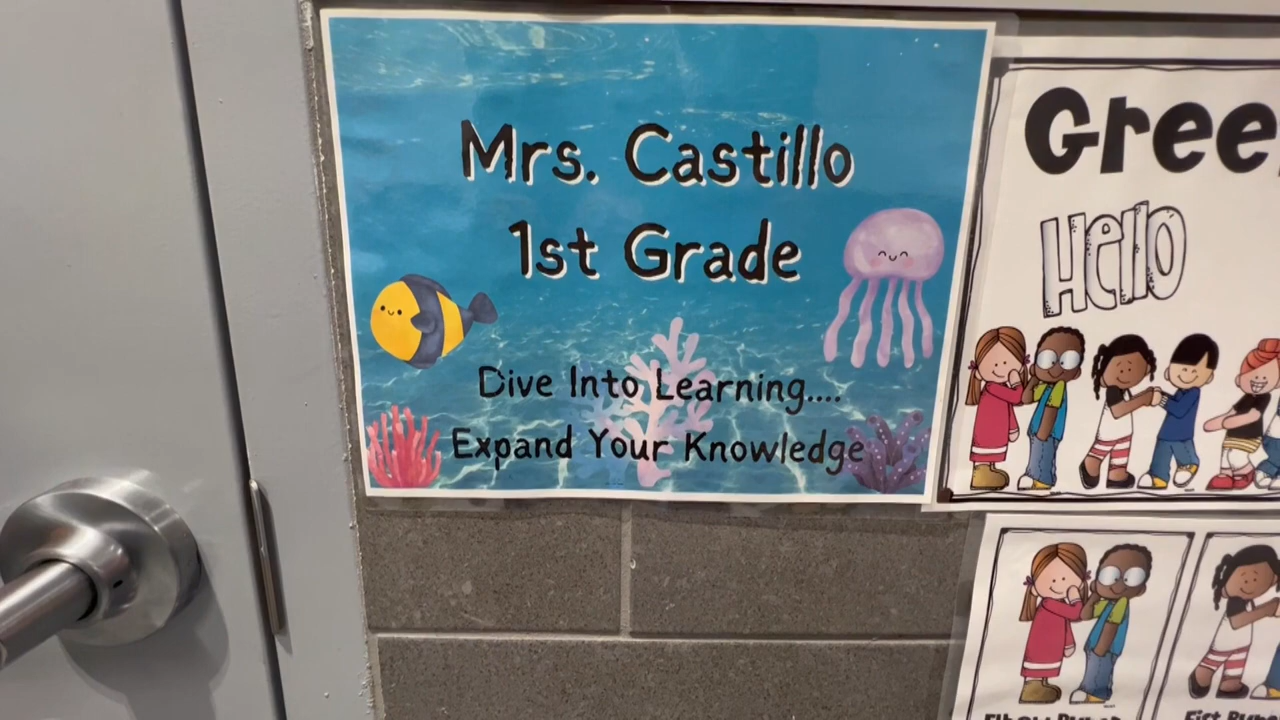 Mrs. Castillo
1st Grade
Dive Into Learning....
Expand Your Knowledge
Hello